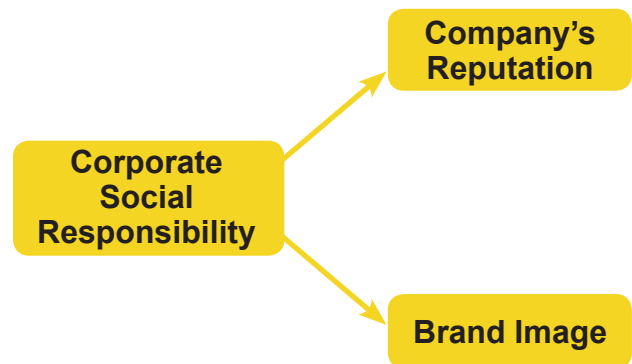 Company’s
Reputation
Corporate
Social
Responsibility
Brand Image